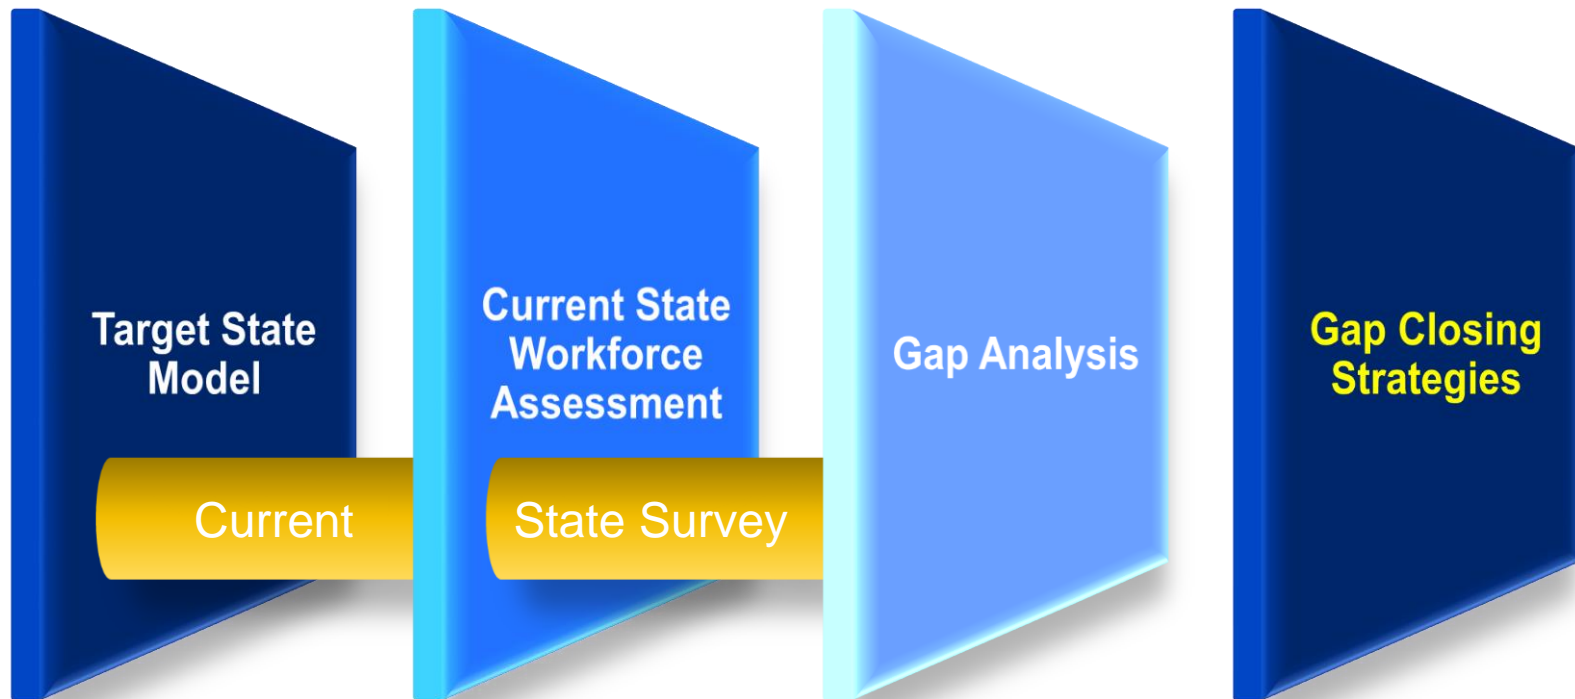 Target State
Model
Current State
Workforce
Assessment
Gap Analysis
Gap Closing
Strategies
Current
State Survey